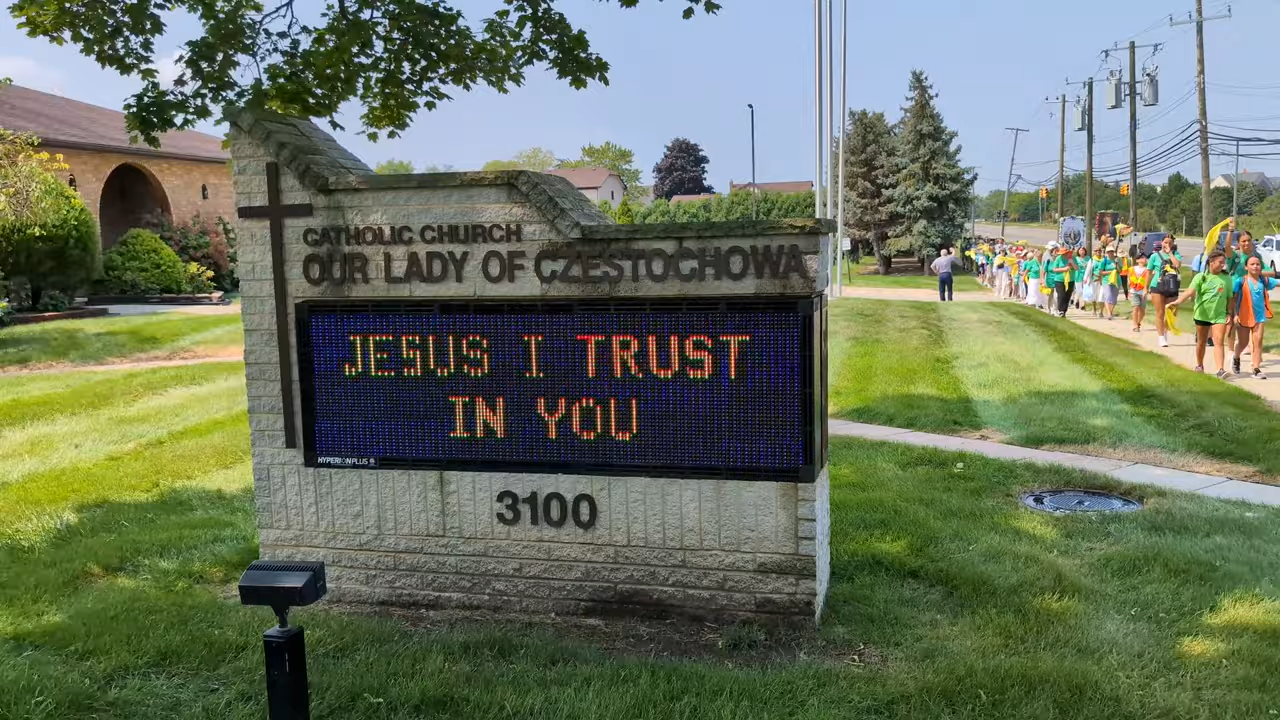 CATHOLIC CHURCH
OUR LADY OF CZESTOCHOWA
JESUS I TRUST
IN YOU
HYPERION PLUS
3100